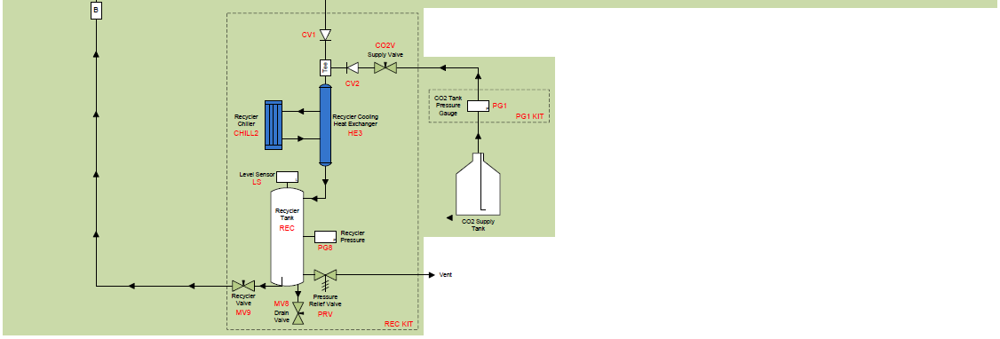 B
CV1
CO2V
Supply Valve
Tee
CV2
CO2 Tank
Pressure
Gauge
PG1
PG1 KIT
Recycler
Chiller
CHILL2
Recycler Cooling
Heat Exchanger
HE3
Level Sensor
LS
L
Recycler
Tank
REC
CO2 Supply
Tank
Recycler
Pressure
PG8
Vent
Recycler
Valve
MV9
MV8
Drain
Valve
Pressure
Relief Valve
PRV
REC KIT